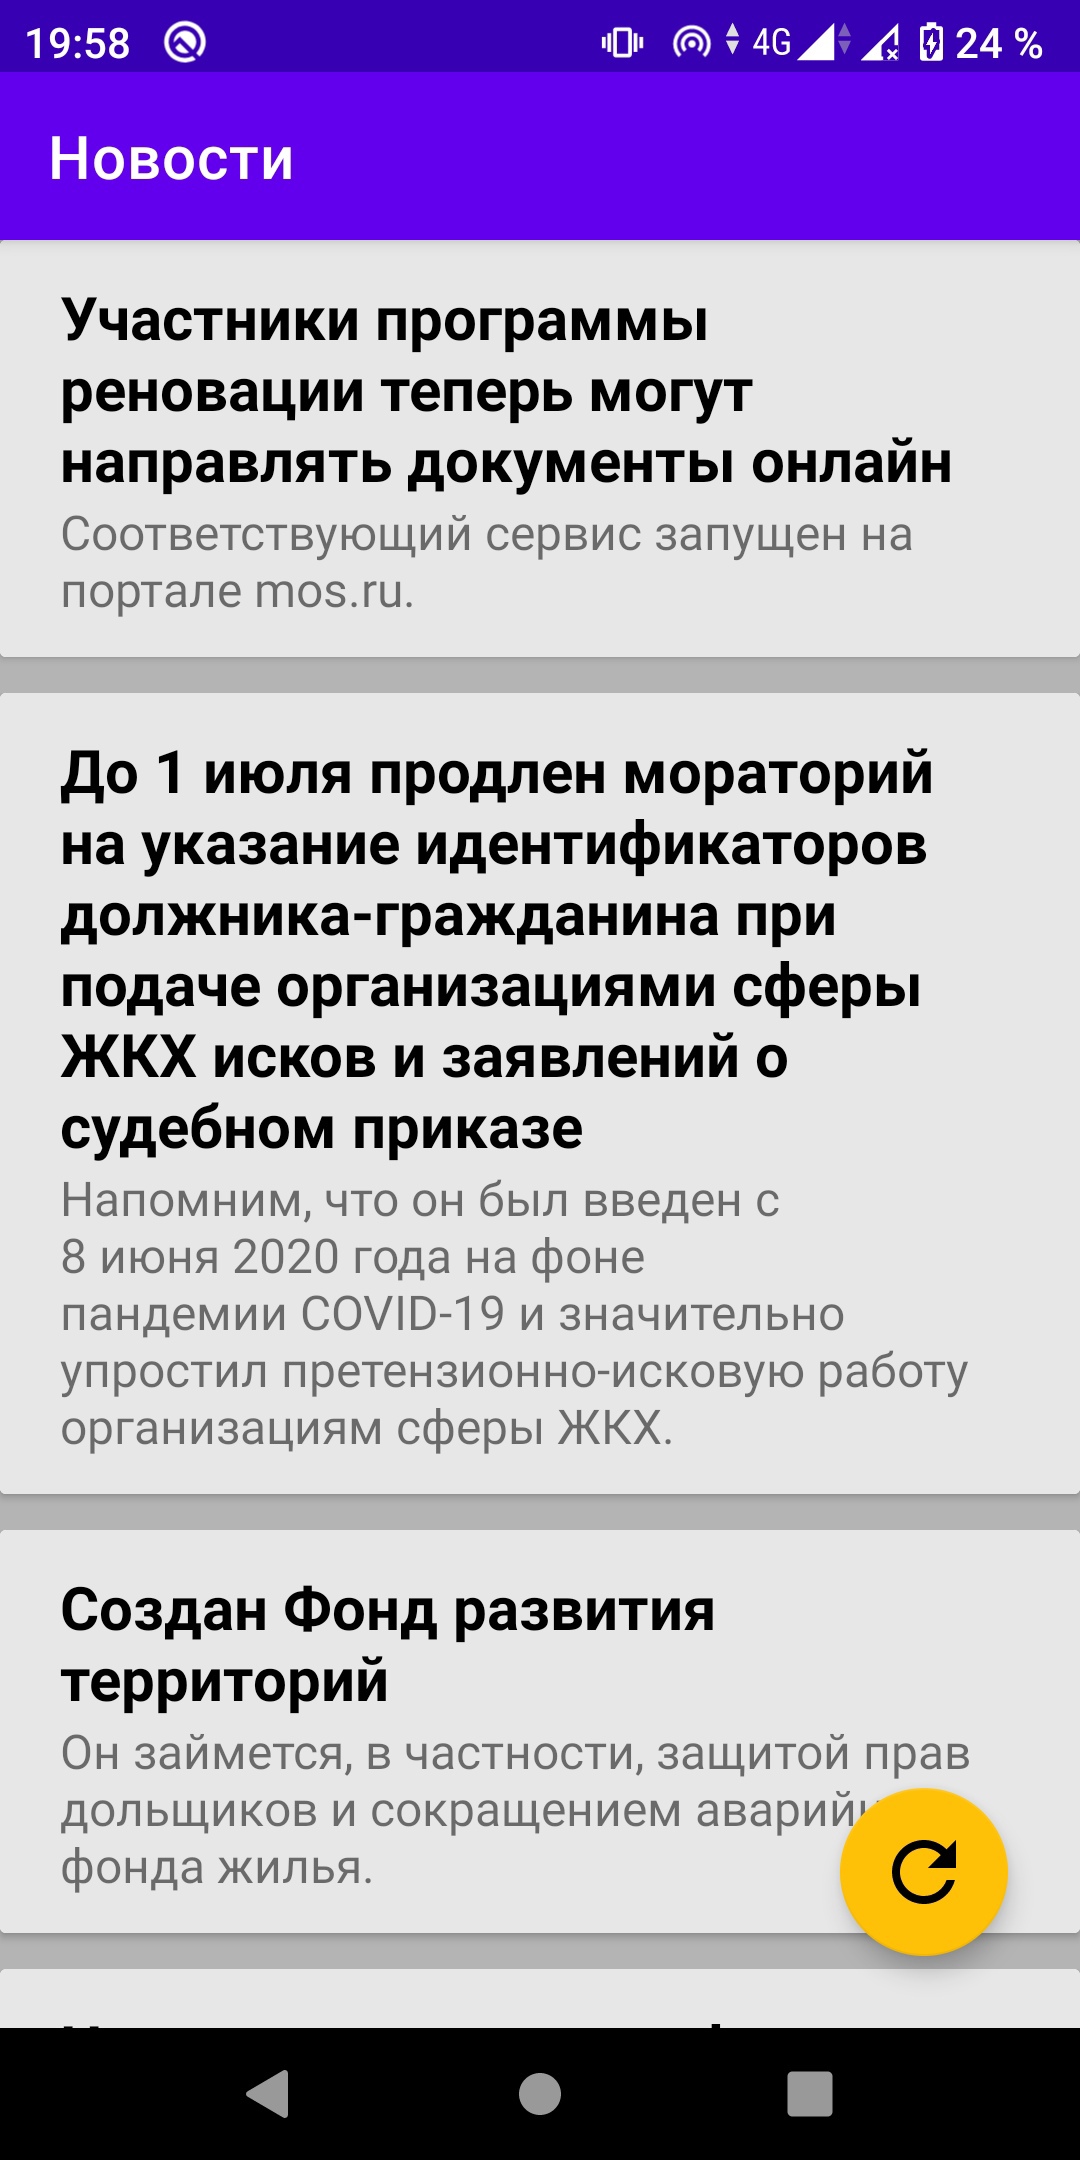 19:58
4G
24 %
Новости
Участники программы
реновации теперь могут
направлять документы онлайн
Соответствующий сервис запущен на
портале mos.ru.
До 1 июля продлен мораторий
на указание идентификаторов
должника-гражданина при
подаче организациями сферы
ЖКХ исков и заявлений о
судебном приказе
Напомним, что он был введен с
8 июня 2020 года на фоне
пандемии COVID-19 и значительно
упростил претензионно-исковую работу
организациям сферы ЖКХ.
Создан Фонд развития
территорий
Он займется, в частности, защитой прав
дольщиков и сокращением
фонда жилья.